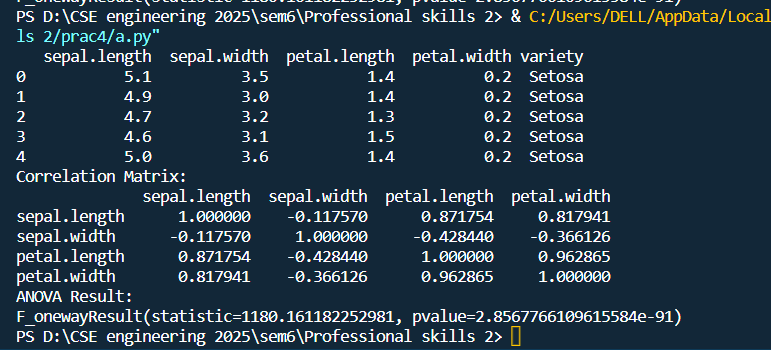 F_onewayResult(statistic=1180.161182252981, pvalue=2.8567766109615584e-91)
PS D:\CSE engineering 2025\sem6\Professional skills 2> & C:/Users/DELL/AppData/Local
ls 2/prac4/a.py"
   sepal.length  sepal.width  petal.length  petal.width variety
0           5.1          3.5           1.4          0.2  Setosa
1           4.9          3.0           1.4          0.2  Setosa
2           4.7          3.2           1.3          0.2  Setosa
3           4.6          3.1           1.5          0.2  Setosa
4           5.0          3.6           1.4          0.2  Setosa
Correlation Matrix:
              sepal.length  sepal.width  petal.length  petal.width
sepal.length      1.000000    -0.117570      0.871754     0.817941
sepal.width      -0.117570     1.000000     -0.428440    -0.366126
petal.length      0.871754    -0.428440      1.000000     0.962865
petal.width       0.817941    -0.366126      0.962865     1.000000
ANOVA Result:
F_onewayResult(statistic=1180.161182252981, pvalue=2.8567766109615584e-91)
PS D:\CSE engineering 2025\sem6\Professional skills 2>